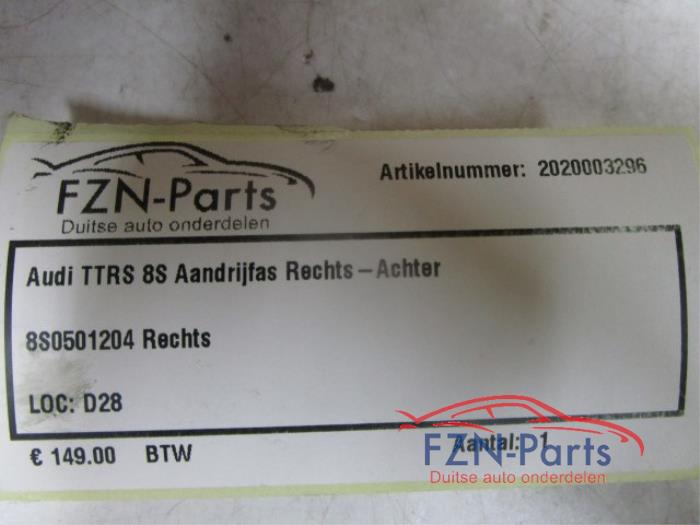 FZN-Parts
Duitse auto onderdelen
Artikelnummer: 2020003296
Audi TTRS 8S Aandrijfas Rechts – Achter
8S0501204 Rechts
LOC: D28
€ 149.00 BTW
Aantal: 1
FZN-Parts
Duitse auto onderdelen